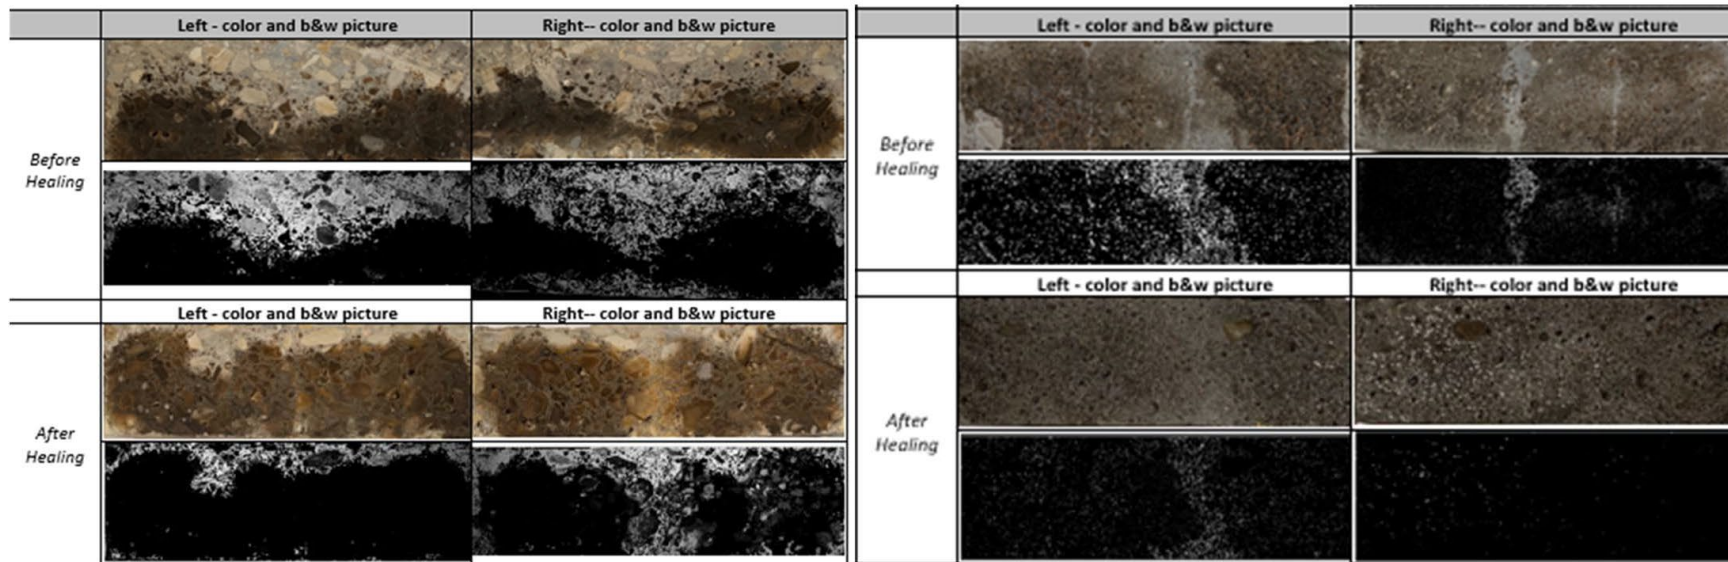 Left - color and b&w picture
Right-- color and b&w picture
Before
Healing
Left - color and b&w picture
Right-- color and b&w picture
After
Healing
Left - color and b&w picture
Right-- color and b&w picture
Before
Healing
Left - color and b&w picture
Right-- color and b&w picture
After
Healing